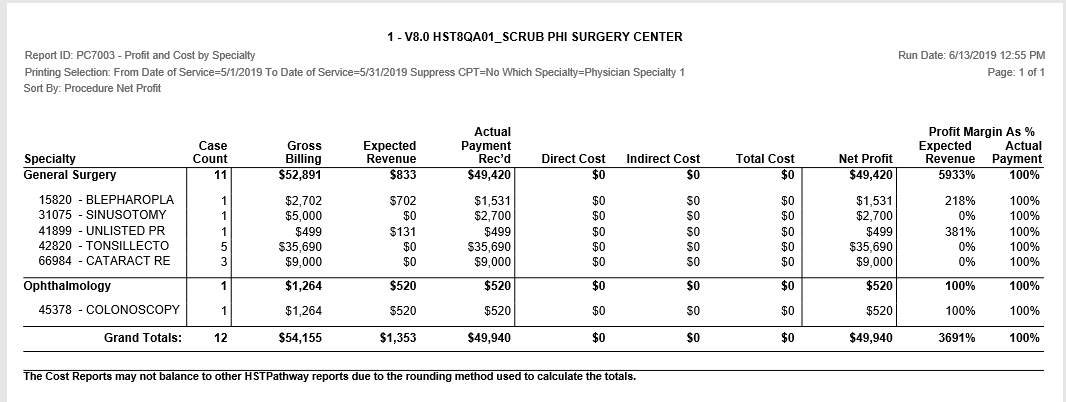 1 - V8.0 HST8QA01_SCRUB PHI SURGERY CENTER
Report ID: PC7003 - Profit and Cost by Specialty Run Date: 6/13/2019 12:55 PM
Printing Selection: From Date of Service=5/1/2019 To Date of Service=5/31/2019 Suppress CPT=No Which Specialty=Physician Specialty 1 Page: 1 of 1
Sort By: Procedure Net Profit
Actual Profit Margin As %
Case Gross Expected Payment Expected Actual
Specialty Count Billing Revenue Rec'd Direct Cost Indirect Cost Total Cost Net Profit Revenue Payment
General Surgery 11 $52,891 $833 $49,420 $0 $0 $0 $49,420 5933% 100%
15820 - BLEPHAROPLA 1 $2,702 $702 $1,531 $0 $0 $0 $1,531 218% 100%
31075 - SINUSOTOMY 1 $5,000 $0 $2,700 $0 $0 $0 $2,700 0% 100%
41899 - UNLISTED PR 1 $499 $131 $499 $0 $0 $0 $499 381% 100%
42820 - TONSILLECTO 5 $35,690 $0 $35,690 $0 $0 $0 $35,690 0% 100%
66984 - CATARACT RE 3 $9,000 $0 $9,000 $0 $0 $0 $9,000 0% 100%
Ophthalmology 1 $1,264 $520 $520 $0 $0 $0 $520 100% 100%
45378 - COLONOSCOPY 1 $1,264 $520 $520 $0 $0 $0 $520 100% 100%
Grand Totals: 12 $54,155 $1,353 $49,940 $0 $0 $0 $49,940 3691% 100%
The Cost Reports may not balance to other HSTPathway reports due to the rounding method used to calculate the totals.